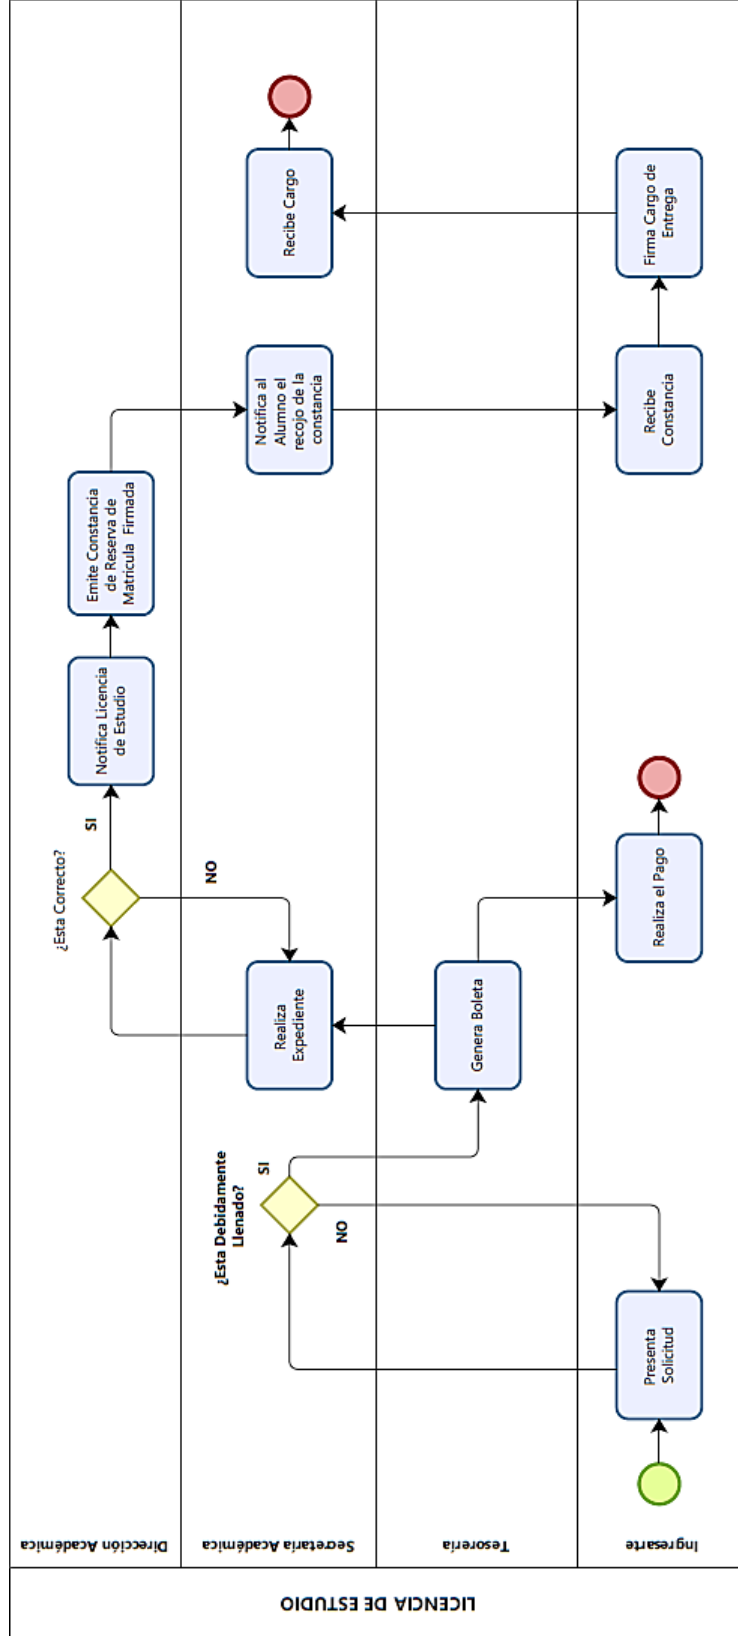 LICENCIA DE ESTUDIO
Dirección Académica
¿Esta Correcto?
SI
NO
Notifica Licencia
de Estudio
Emite Constancia
de Reserva de
Matricula Firmada
Secretaría Académica
¿Esta Debidamente
Llenado?
SI
NO
Realiza
Expediente
Notifica al
Alumno el
recojo de la
constancia
Recibe Cargo
Tesorería
Genera Boleta
Ingresarte
Presenta
Solicitud
Realiza el Pago
Recibe
Constancia
Firma Cargo de
Entrega